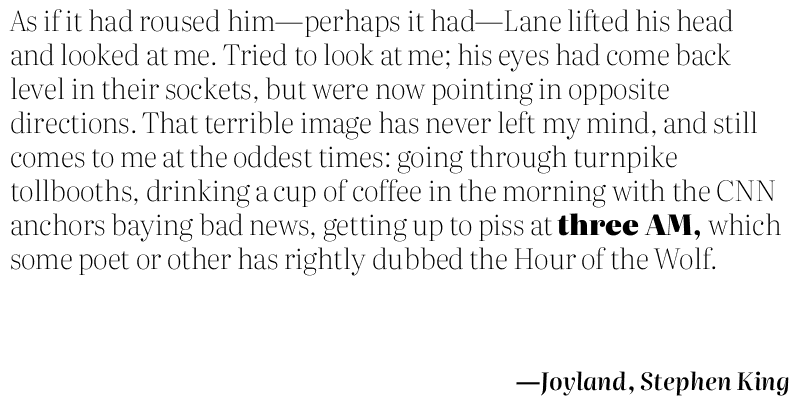 As if it had roused him—perhaps it had—Lane lifted his head
and looked at me. Tried to look at me; his eyes had come back
level in their sockets, but were now pointing in opposite
directions. That terrible image has never left my mind, and still
comes to me at the oddest times: going through turnpike
tollbooths, drinking a cup of coffee in the morning with the CNN
anchors baying bad news, getting up to piss at three AM, which
some poet or other has rightly dubbed the Hour of the Wolf.
—Joyland, Stephen King